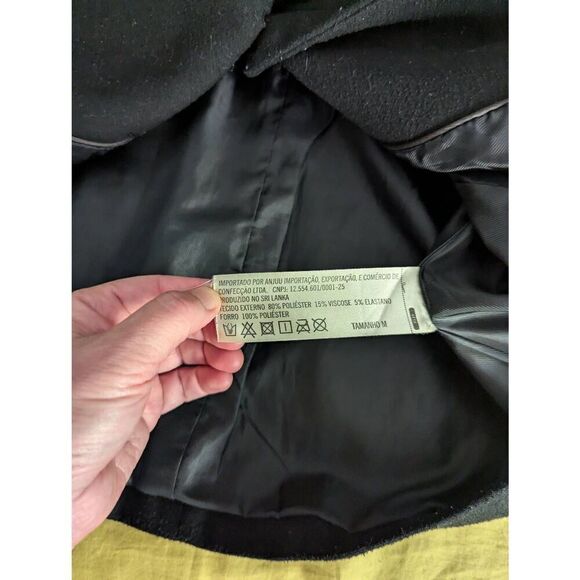 IMPORTADO POR ANJUU IMPORTAÇÃO, EXPORTAÇÃO, E COMÉRCIO DE
CONFECÇÃO LTDA. CNPJ: 12.554.601/0001-25
PRODUZIDO NO SRI LANKA
TECIDO EXTERNO 80% POLIÉSTER 15% VISCOSE 5% ELASTANO
FORRO 100% POLIÉSTER
TAMANHO M